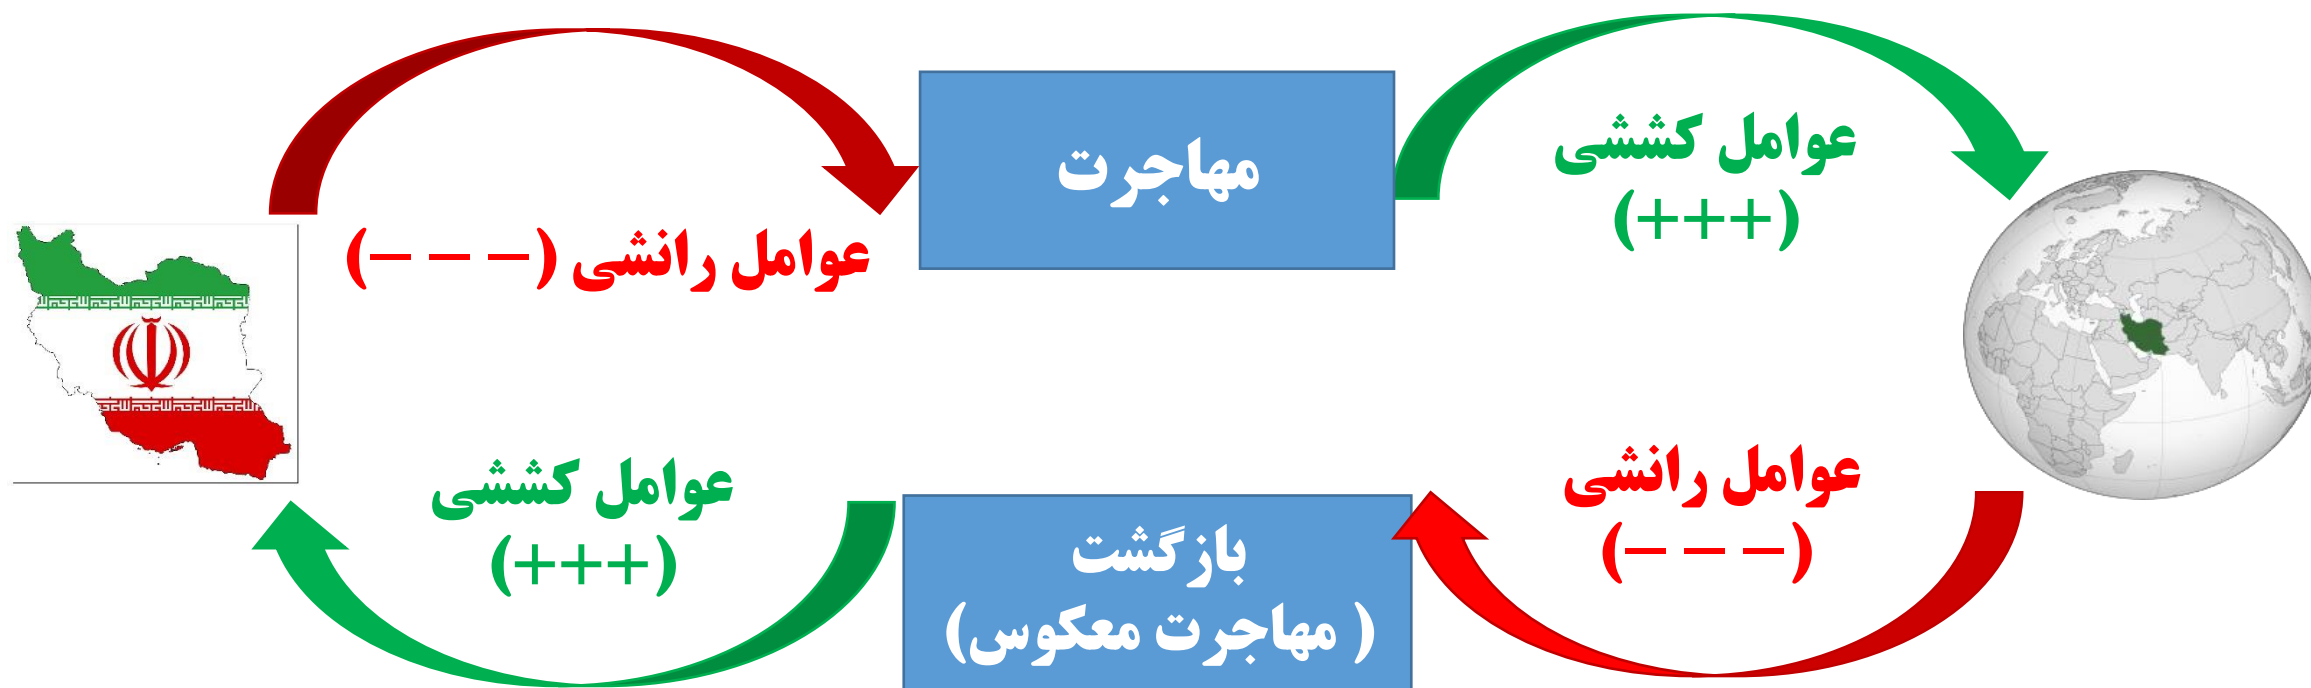 عوامل کششی
(+++)
مهاجرت
عوامل رانشی (– – –)
عوامل رانشی
(– – –)
بازگشت
( مهاجرت معکوس)
عوامل کششی
(+++)